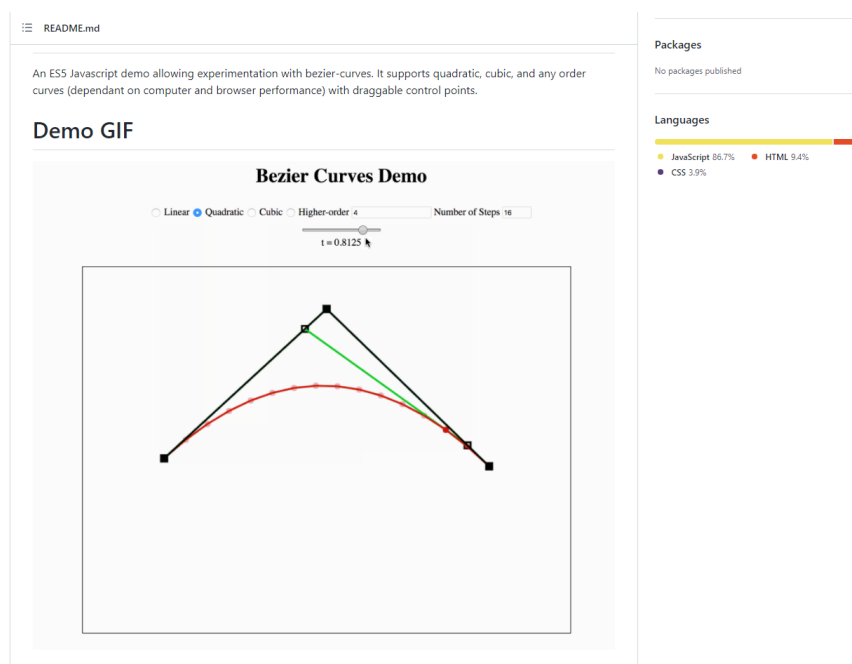 README.md
An ES5 Javascript demo allowing experimentation with bezier-curves. It supports quadratic, cubic, and any order
curves (dependant on computer and browser performance) with draggable control points.
Demo GIF
Bezier Curves Demo
Linear Quadratic Cubic Higher-order 4 Number of Steps 16
t = 0.8125
Packages
No packages published
Languages
JavaScript 86.7% HTML 9.4%
CSS 3.9%